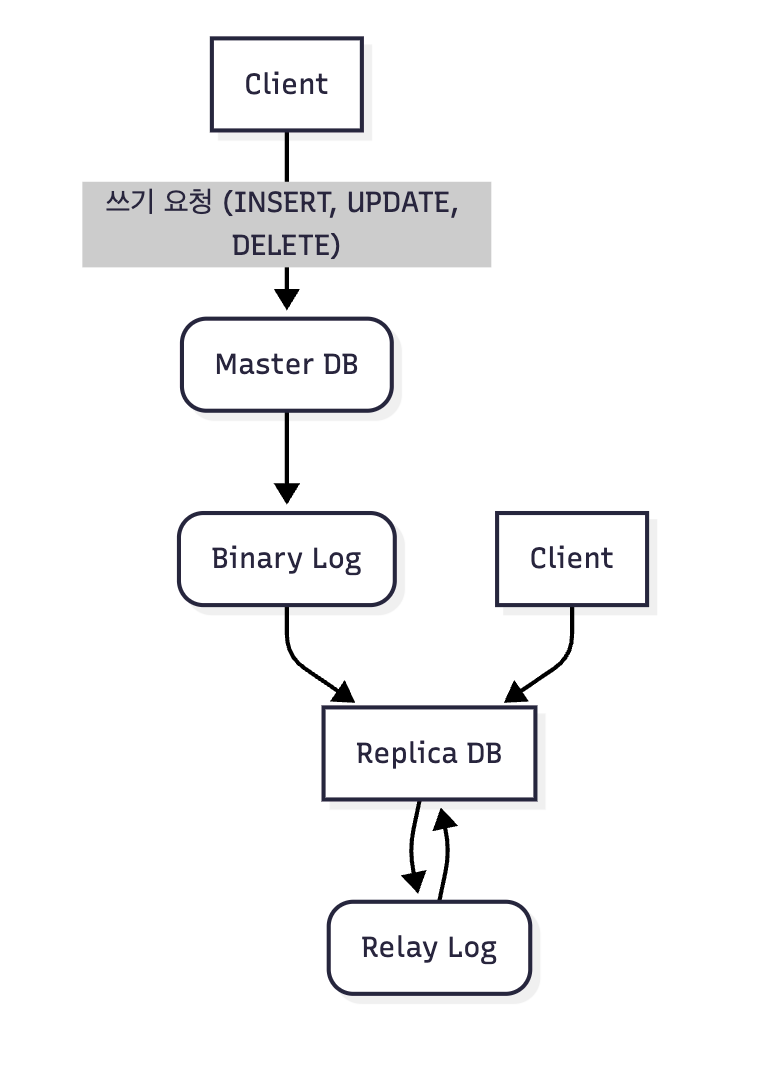 Client
쓰기 요청 (INSERT, UPDATE,
DELETE)
Master DB
Binary Log
Client
Replica DB
Relay Log